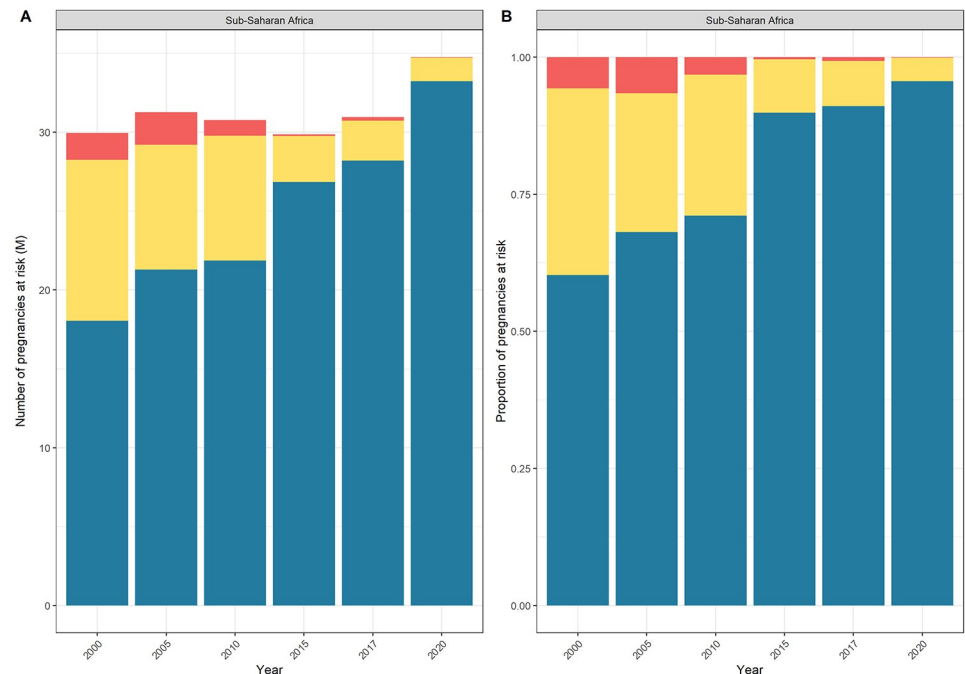 A
Sub-Saharan Africa
Number of pregnancies at risk (M)
30
20
10
0
2000
2005
2010
2015
2017
2020
Year
B
Sub-Saharan Africa
Proportion of pregnancies at risk
1.00
0.75
0.50
0.25
0.00
2000
2005
2010
2015
2017
2020
Year